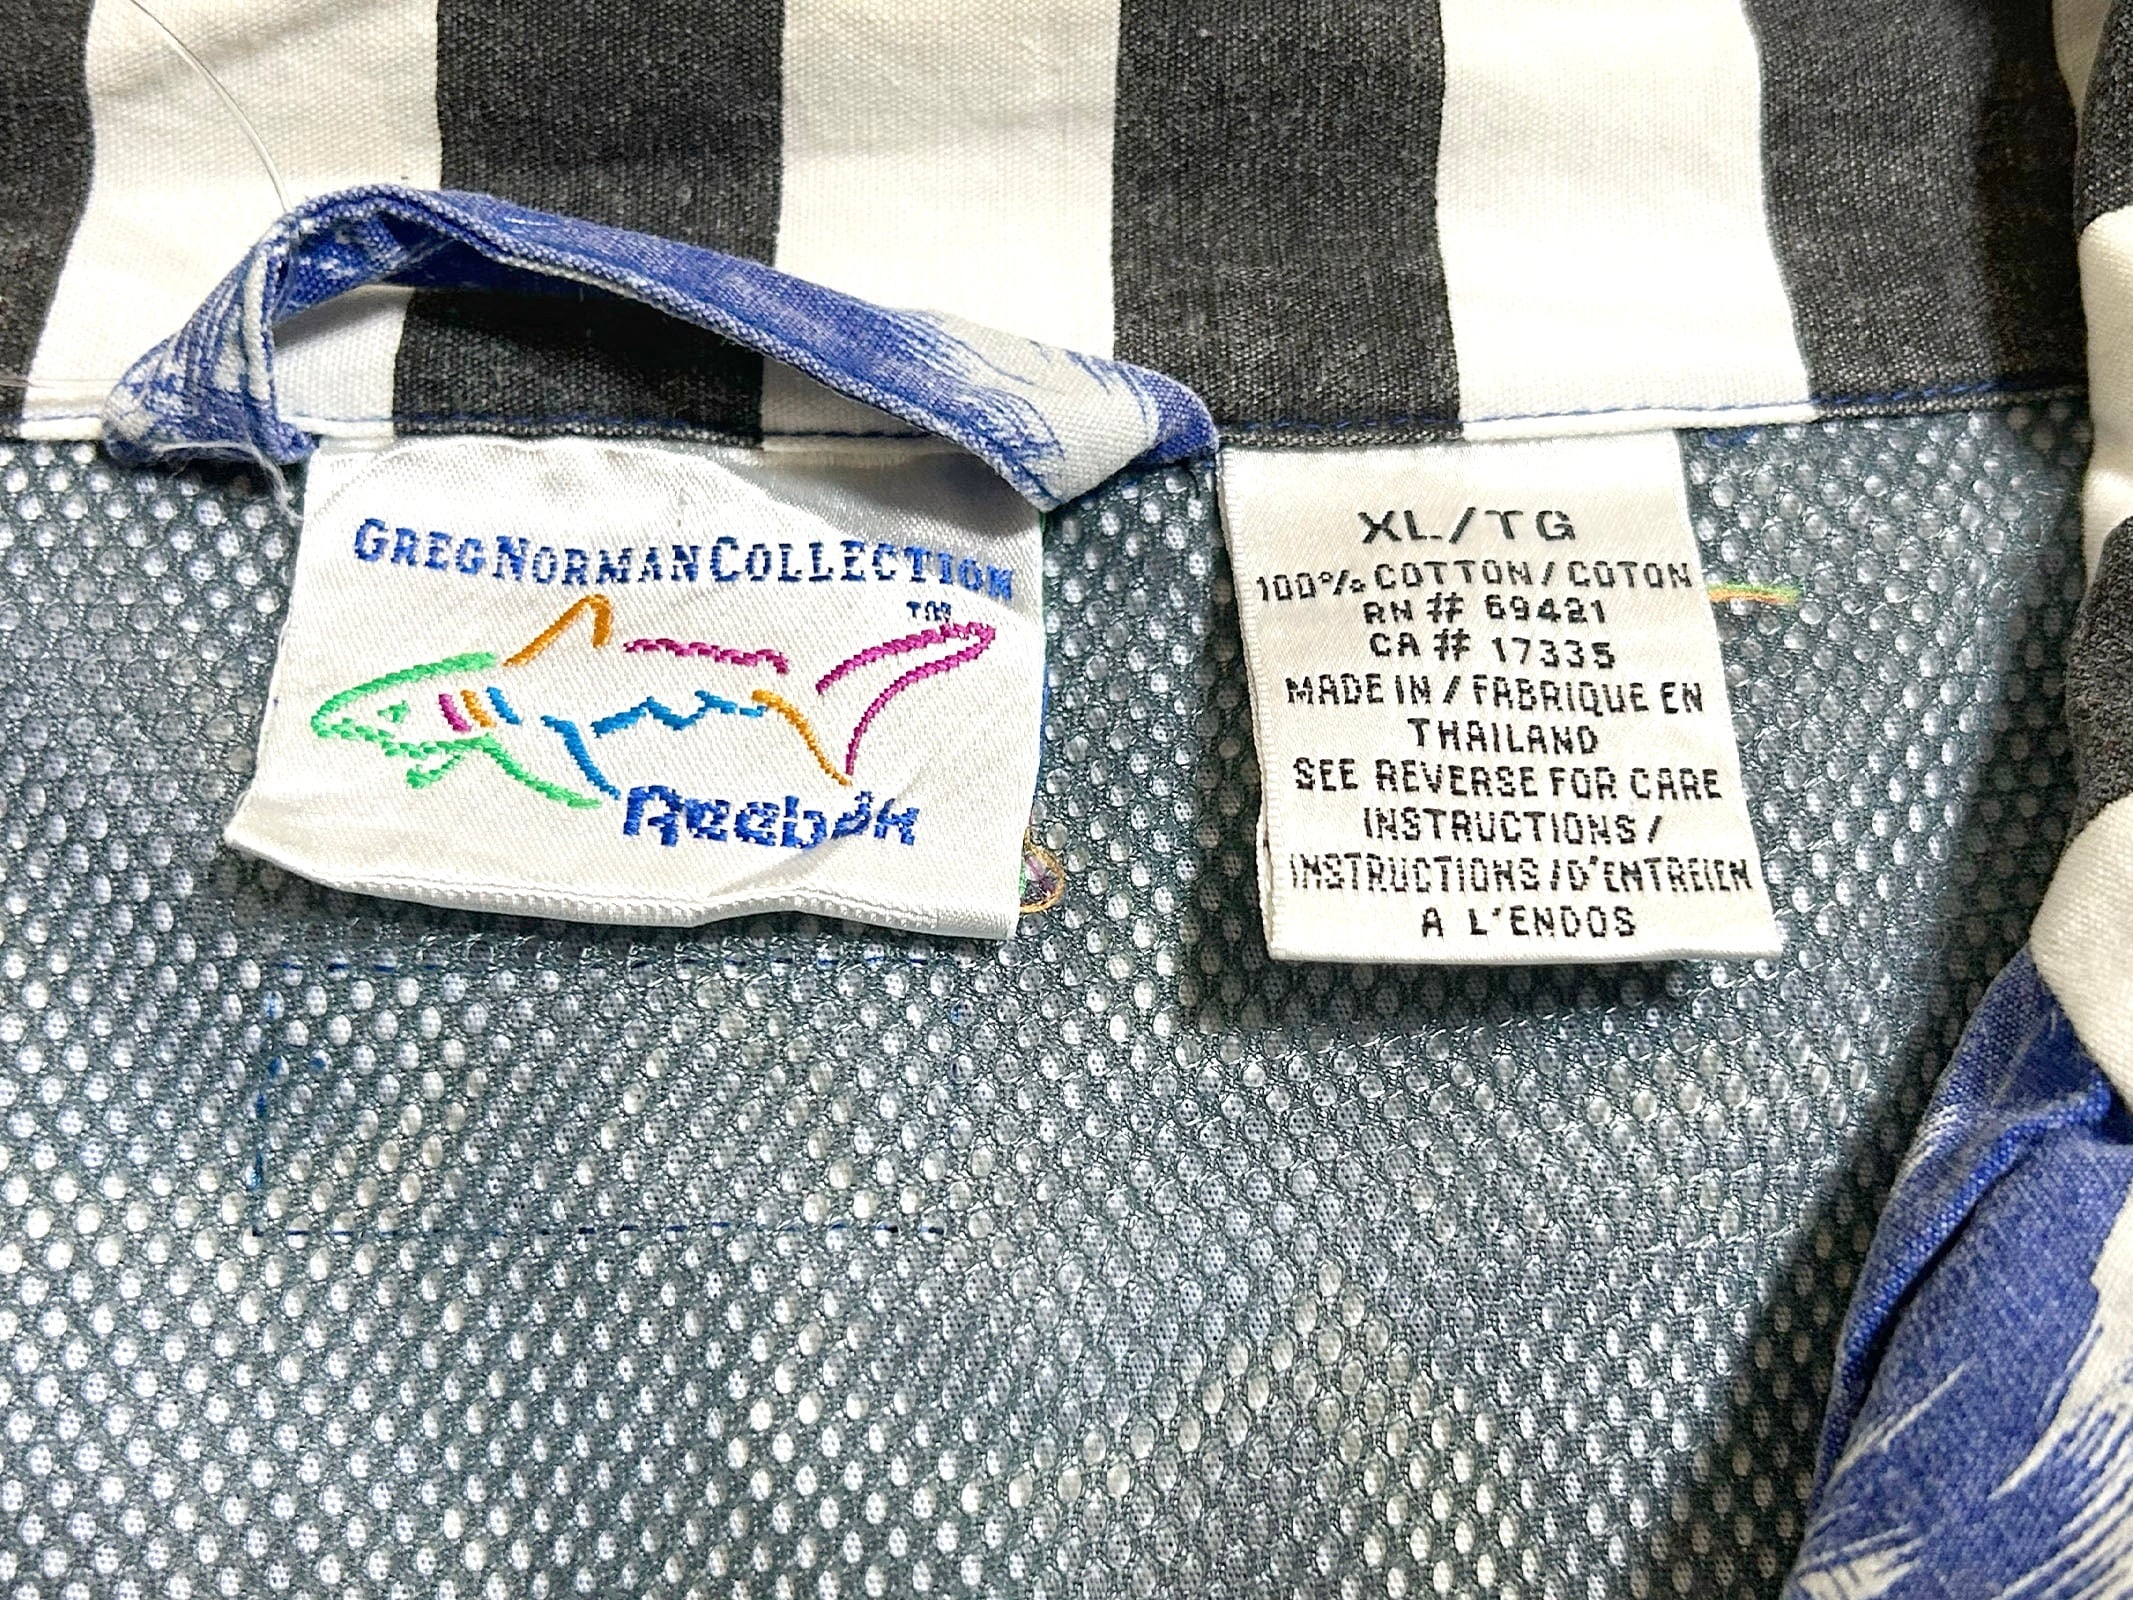 GREG NORMAN COLLECTION
Reebok
XL/TG
100% COTTON/COTON
RN # 69421
CA # 17335
MADE IN / FABRIQUE EN
THAILAND
SEE REVERSE FOR CARE
INSTRUCTIONS/
INSTRUCTIONS/D'ENTREIEN
A L'ENDOS